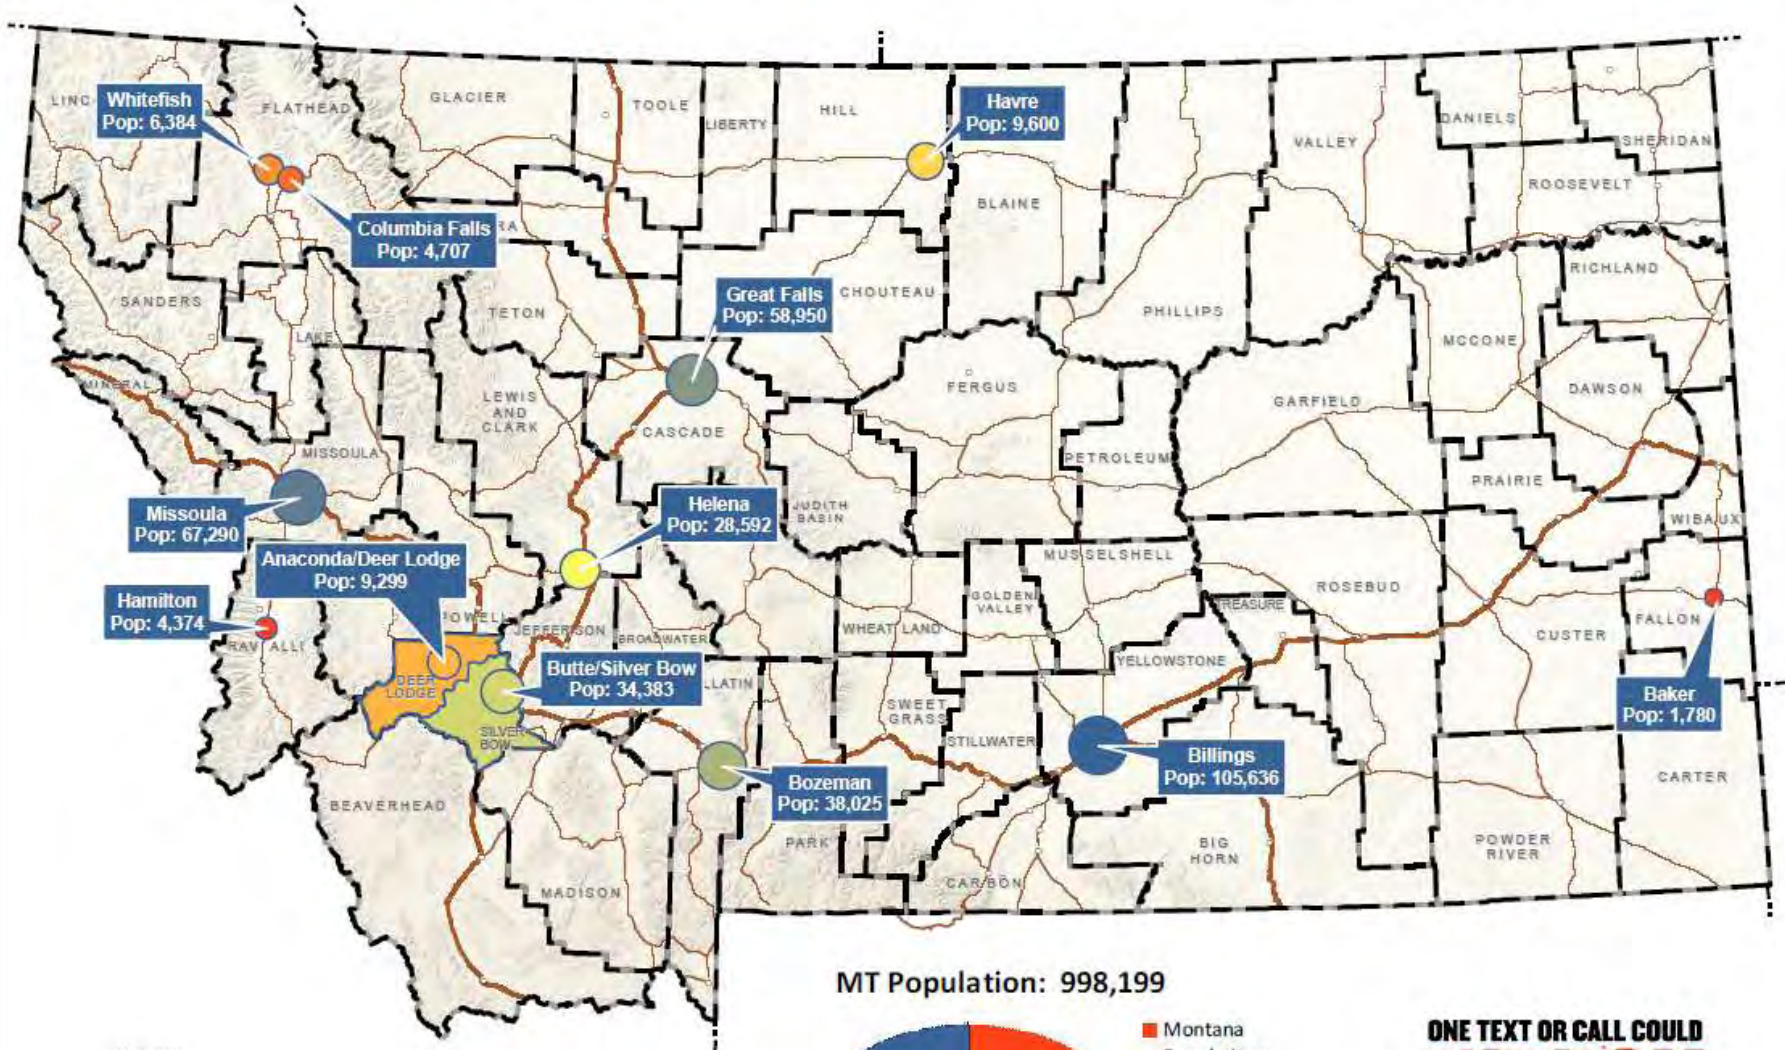 LINC
Whitefish
Pop: 6,384
FLATHEAD
GLACIER
TOOLE
LIBERTY
HILL
Havre
Pop: 9,600
BLAINE
VALLEY
DANIELS
SHERIDAN
ROOSEVELT
Columbia Falls
Pop: 4,707
RA
SANDERS
LAKE
TETON
Great Falls
Pop: 58,950
CHOUTEAU
PHILLIPS
RICHLAND
MCCONE
DAWSON
MINERAL
MISSOULA
LEWIS
AND
CLARK
CASCADE
FERGUS
PETROLEUM
GARFIELD
PRAIRIE
WIBAUX
Missoula
Pop: 67,290
Helena
Pop: 28,592
JUDITH
BASIN
Anaconda/Deer Lodge
Pop: 9,299
Hamilton
Pop: 4,374
RAVALLI
OWELL
JEFFERSON
BROADWATER
WHEATLAND
GOLDEN
VALLEY
MUSSELSHELL
TREASURE
ROSEBUD
CUSTER
FALLON
Baker
Pop: 1,780
DEER
LODGE
Butte/Silver Bow
Pop: 34,383
SILVER
BOW
LLATIN
SWEET
GRASS
STILLWATER
YELLOWSTONE
Billings
Pop: 105,636
Bozeman
Pop: 38,025
BEAVERHEAD
MADISON
PARK
CARBON
BIG
HORN
POWDER
RIVER
CARTER
MT Population: 998,199
Montana
ONE TEXT OR CALL COULD